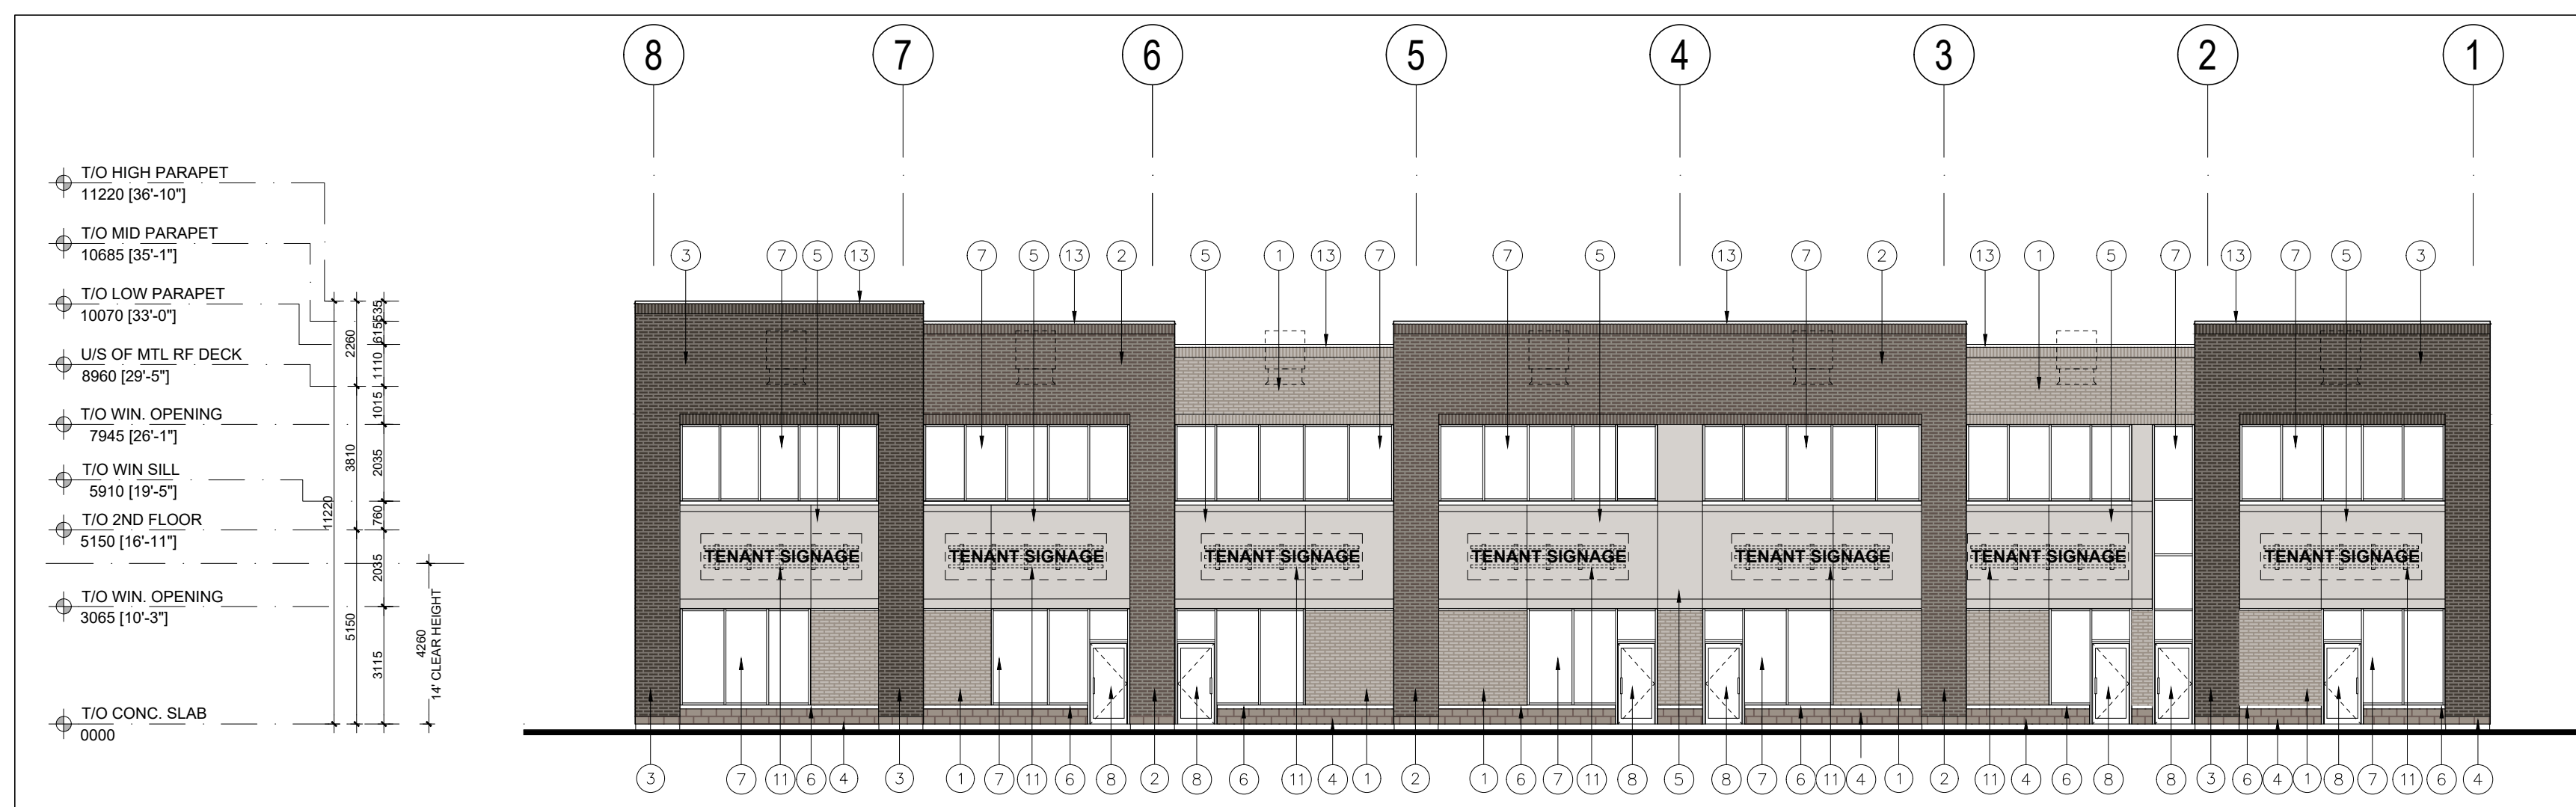 8 7 6 5 4 3 2 1
T/O HIGH PARAPET
11220 [36'-10"]
T/O MID PARAPET
10685 [35'-1"]
T/O LOW PARAPET
10070 [33'-0"]
U/S OF MTL RF DECK
8960 [29'-5"]
T/O WIN. OPENING
7945 [26'-1"]
T/O WIN SILL
5910 [19'-5"]
T/O 2ND FLOOR
5150 [16'-11"]
T/O WIN. OPENING
3065 [10'-3"]
T/O CONC. SLAB
0000
11220
2260
3810
5150
535
615
1110
1015
2035
760
2035
3115
4260
14' CLEAR HEIGHT
3 7 5 13 7 5 13 2 5 1 13 7 7 5 13 7 2 13 1 5 7 13 7 5 3
TENANT SIGNAGE TENANT SIGNAGE TENANT SIGNAGE TENANT SIGNAGE TENANT SIGNAGE TENANT SIGNAGE TENANT SIGNAGE
3 7 11 6 4 3 1 7 11 6 8 2 8 6 11 4 1 2 1 6 7 11 8 5 8 7 6 11 4 1 2 11 4 6 8 8 3 6 4 1 8 7 11 6 4